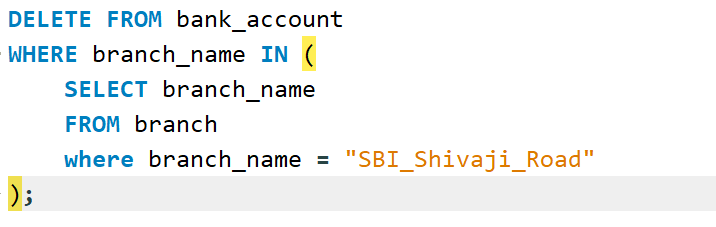 DELETE FROM bank_account
WHERE branch_name IN (
    SELECT branch_name
    FROM branch
    where branch_name = "SBI_Shivaji_Road"
);